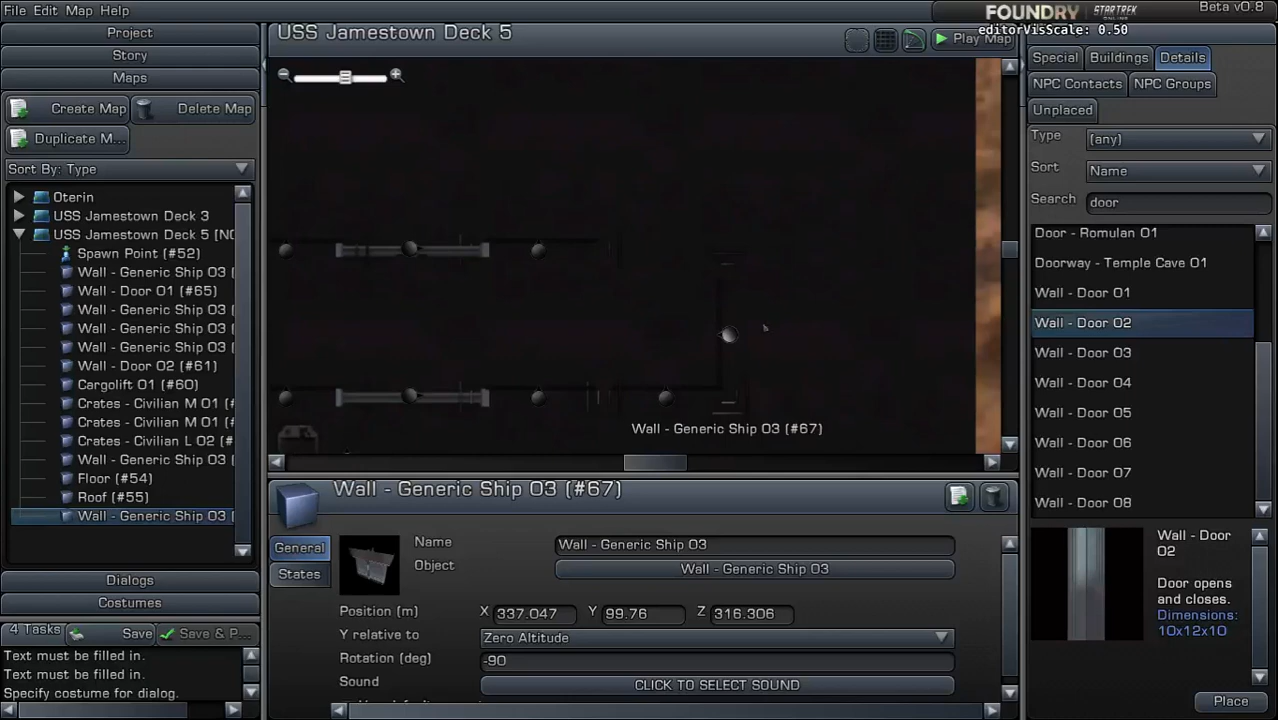 File Edit Map Help
FOUNDRY STAR TREK ONLINE
Beta v0.8
editorVisScale: 0.50
Project
Story
Maps
Create Map
Delete Map
Duplicate M...
Sort By: Type
Oterin
USS Jamestown Deck 3
USS Jamestown Deck 5 [NO
Spawn Point (#52)
Wall - Generic Ship 03 (
Wall - Door 01 (#65)
Wall - Generic Ship 03 (
Wall - Generic Ship 03 (
Wall - Generic Ship 03 (
Wall - Door 02 (#61)
Cargolift 01 (#60)
Crates - Civilian M 01 (#
Crates - Civilian M 01 (#
Crates - Civilian L 02 (#
Wall - Generic Ship 03 (
Floor (#54)
Roof (#55)
Wall - Generic Ship 03 (
Dialogs
Costumes
4 Tasks
Save
Save & P...
Text must be filled in.
Text must be filled in.
Specify costume for dialog.
USS Jamestown Deck 5
Play Map
Wall - Generic Ship 03 (#67)
Wall - Generic Ship 03 (#67)
General
States
Name
Wall - Generic Ship 03
Object
Wall - Generic Ship 03
Position (m)
X 337.047 Y 99.76 Z 316.306
Y relative to
Zero Altitude
Rotation (deg)
-90
Sound
CLICK TO SELECT SOUND
Special
Buildings
Details
NPC Contacts
NPC Groups
Unplaced
Type
(any)
Sort
Name
Search
door
Door - Romulan 01
Doorway - Temple Cave 01
Wall - Door 01
Wall - Door 02
Wall - Door 03
Wall - Door 04
Wall - Door 05
Wall - Door 06
Wall - Door 07
Wall - Door 08
Wall - Door
02
Door opens
and closes.
Dimensions:
10x12x10
Place